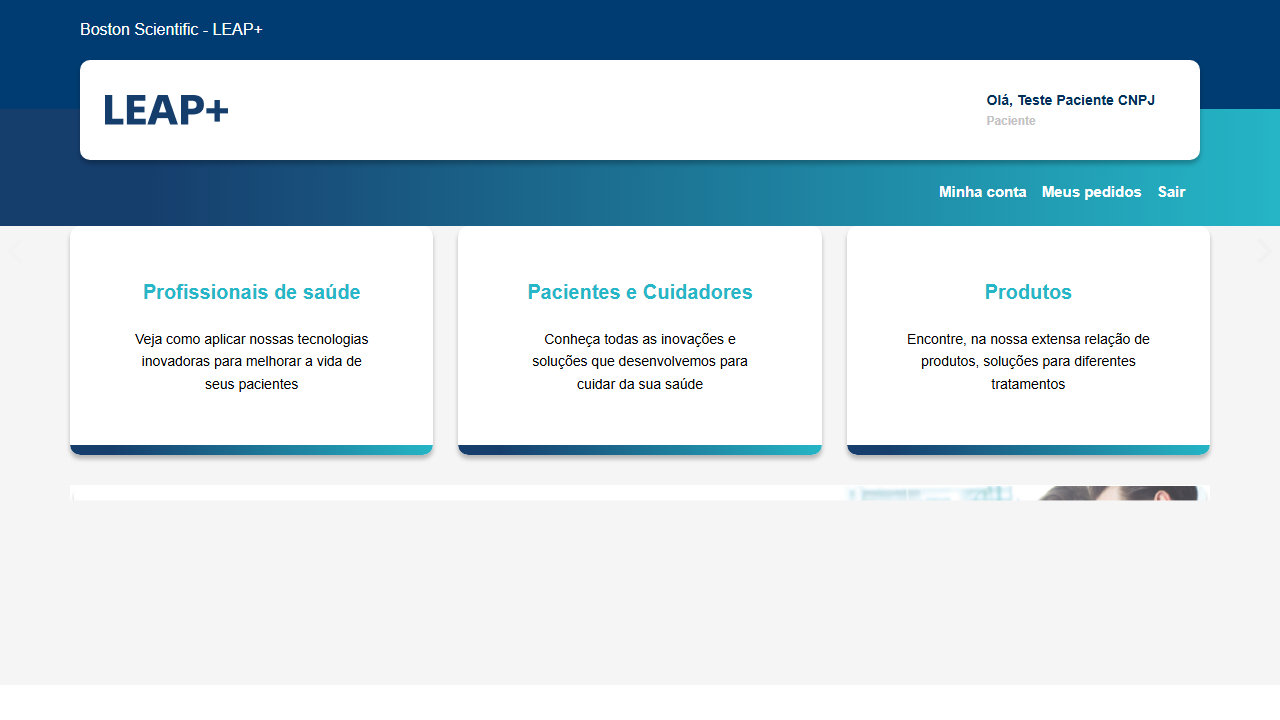 Boston Scientific - LEAP+
LEAP+
Olá, Teste Paciente CNPJ
Paciente
Minha conta
Meus pedidos
Sair
Profissionais de saúde
Veja como aplicar nossas tecnologias
inovadoras para melhorar a vida de
seus pacientes
Pacientes e Cuidadores
Conheça todas as inovações e
soluções que desenvolvemos para
cuidar da sua saúde
Produtos
Encontre, na nossa extensa relação de
produtos, soluções para diferentes
tratamentos